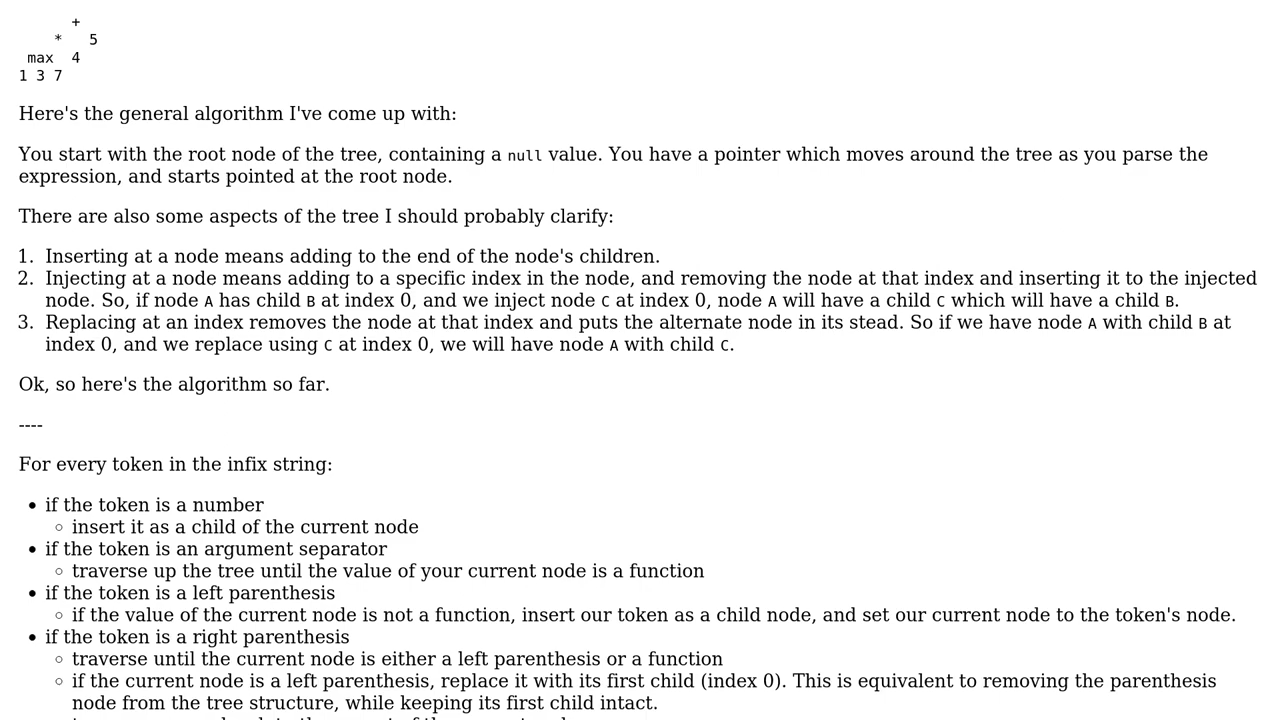 +
* 5
max 4
1 3 7
Here's the general algorithm I've come up with:
You start with the root node of the tree, containing a null value. You have a pointer which moves around the tree as you parse the
expression, and starts pointed at the root node.
There are also some aspects of the tree I should probably clarify:
1. Inserting at a node means adding to the end of the node's children.
2. Injecting at a node means adding to a specific index in the node, and removing the node at that index and inserting it to the injected
node. So, if node A has child B at index 0, and we inject node C at index 0, node A will have a child C which will have a child B.
3. Replacing at an index removes the node at that index and puts the alternate node in its stead. So if we have node A with child B at
index 0, and we replace using C at index 0, we will have node A with child C.
Ok, so here's the algorithm so far.
----
For every token in the infix string:
• if the token is a number
◦ insert it as a child of the current node
• if the token is an argument separator
◦ traverse up the tree until the value of your current node is a function
• if the token is a left parenthesis
◦ if the value of the current node is not a function, insert our token as a child node, and set our current node to the token's node.
• if the token is a right parenthesis
◦ traverse until the current node is either a left parenthesis or a function
◦ if the current node is a left parenthesis, replace it with its first child (index 0). This is equivalent to removing the parenthesis
node from the tree structure, while keeping its first child intact.